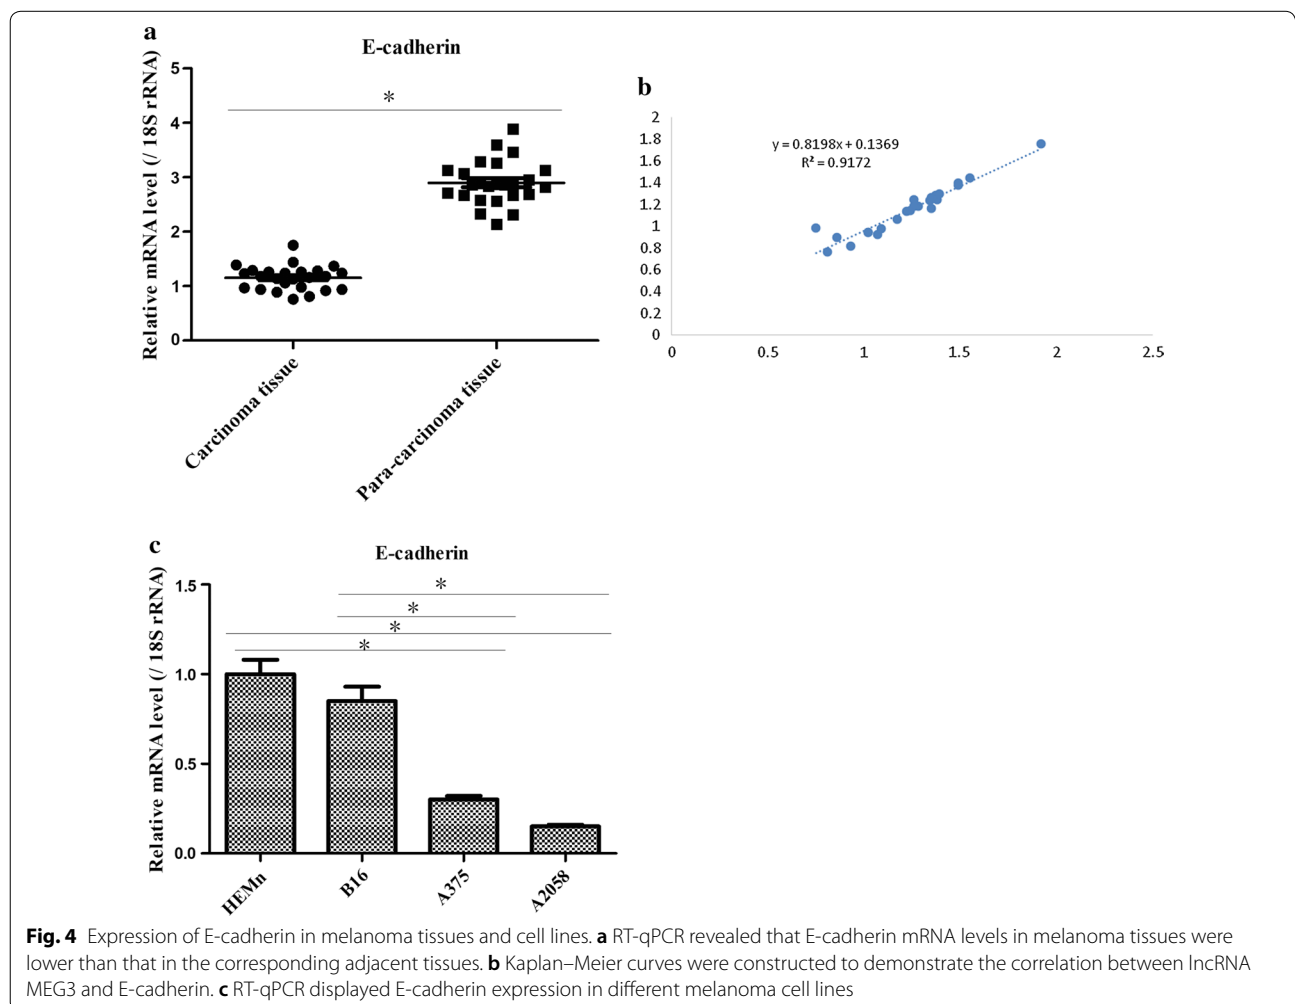 a
E-cadherin
Relative mRNA level (/ 18S rRNA)
5
4
3
2
1
0
*
Carcinoma tissue
Para-carcinoma tissue
b
2
1.8
1.6
1.4
1.2
1
0.8
0.6
0.4
0.2
0
y = 0.8198x + 0.1369
R² = 0.9172
0 0.5 1 1.5 2 2.5
c
E-cadherin
Relative mRNA level (/ 18S rRNA)
1.5
1.0
0.5
0.0
*
*
*
*
HEMn
B16
A375
A2058
Fig. 4 Expression of E-cadherin in melanoma tissues and cell lines. a RT-qPCR revealed that E-cadherin mRNA levels in melanoma tissues were
lower than that in the corresponding adjacent tissues. b Kaplan–Meier curves were constructed to demonstrate the correlation between lncRNA
MEG3 and E-cadherin. c RT-qPCR displayed E-cadherin expression in different melanoma cell lines